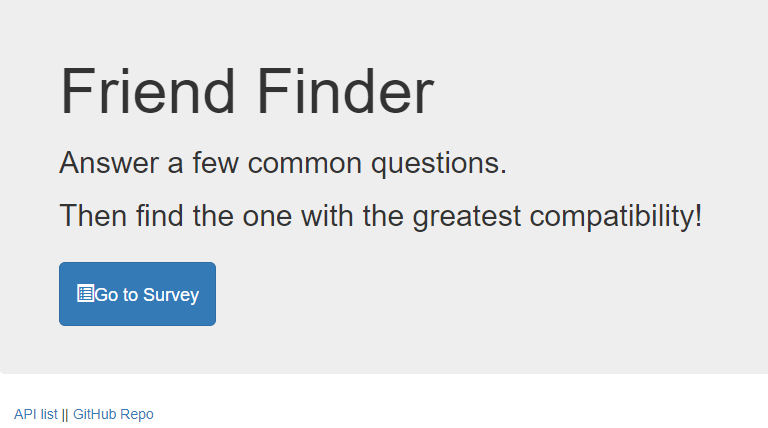 Friend Finder
Answer a few common questions.
Then find the one with the greatest compatibility!
Go to Survey
API list || GitHub Repo